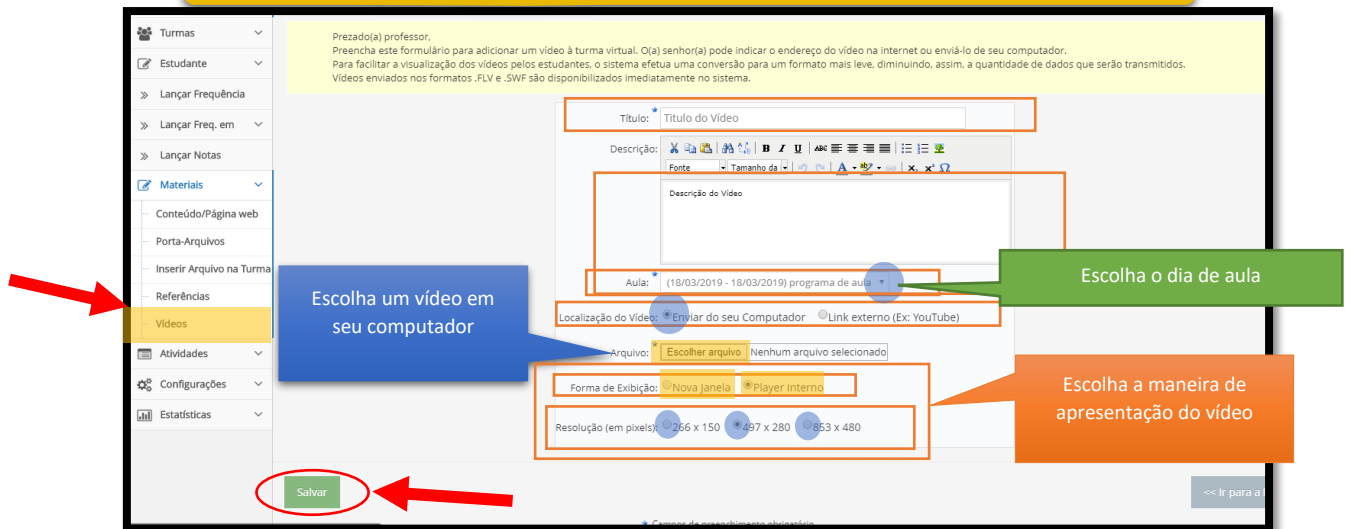 Turmas
Estudante
Lançar Frequência
Lançar Freq. em
Lançar Notas
Materiais
Conteúdo/Página web
Porta-Arquivos
Inserir Arquivo na Turma
Referências
Vídeos
Atividades
Configurações
Estatísticas
Prezado(a) professor,
Preencha este formulário para adicionar um vídeo à turma virtual. O(a) senhor(a) pode indicar o endereço do vídeo na internet ou enviá-lo de seu computador.
Para facilitar a visualização dos vídeos pelos estudantes, o sistema efetua uma conversão para um formato mais leve, diminuindo, assim, a quantidade de dados que serão transmitidos.
Vídeos enviados nos formatos .FLV e .SWF são disponibilizados imediatamente no sistema.
Título: * Titulo do Vídeo
Descrição:
B I U ABC
Fonte Tamanho da A ab x, x² Ω
Descrição do Vídeo
Aula: * (18/03/2019 - 18/03/2019) programa de aula
Localização do Vídeo: Enviar do seu Computador Link externo (Ex: YouTube)
Arquivo: * Escolher arquivo Nenhum arquivo selecionado
Forma de Exibição: Nova Janela Player Interno
Resolução (em pixels): 266 x 150 497 x 280 853 x 480
Escolha um vídeo em
seu computador
Escolha o dia de aula
Escolha a maneira de
apresentação do vídeo
Salvar
<< Ir para a
* Campos de preenchimento obrigatório